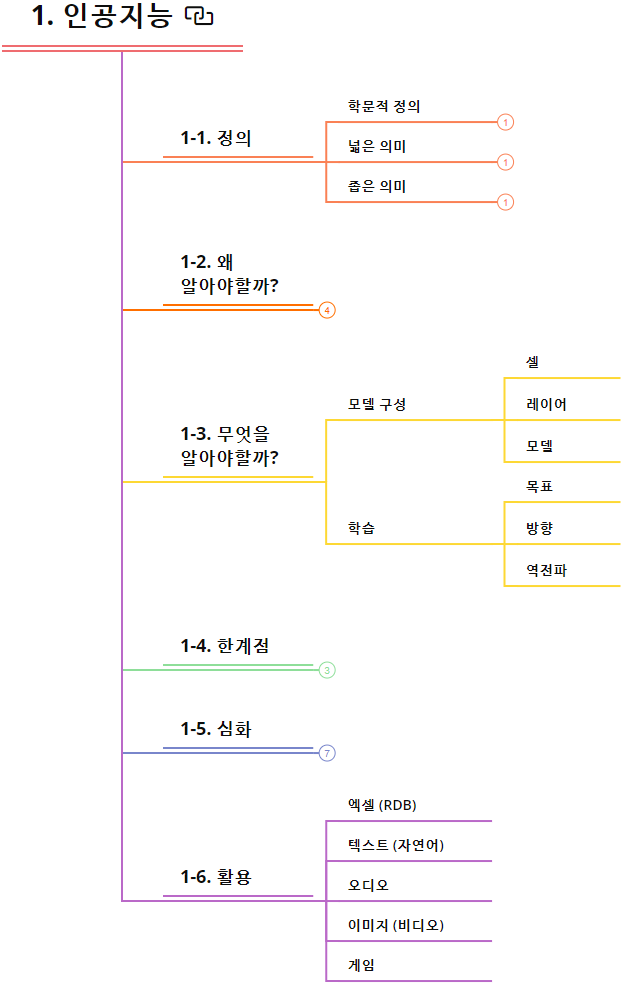 1. 인공지능
1-1. 정의
학문적 정의
1
넓은 의미
1
좁은 의미
1
1-2. 왜
알아야할까?
4
1-3. 무엇을
알아야할까?
모델 구성
셀
레이어
모델
학습
목표
방향
역전파
1-4. 한계점
3
1-5. 심화
7
1-6. 활용
엑셀 (RDB)
텍스트 (자연어)
오디오
이미지 (비디오)
게임